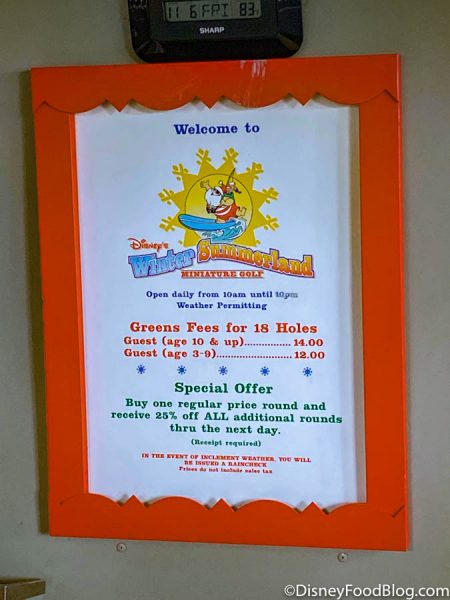 11 6 FRI 83
SHARP
Welcome to
Disney's
Winter Summerland
MINIATURE GOLF
Open daily from 10am until 10pm
Weather Permitting
Greens Fees for 18 Holes
Guest (age 10 & up)................ 14.00
Guest (age 3-9)...................... 12.00
Special Offer
Buy one regular price round and
receive 25% off ALL additional rounds
thru the next day.
(Receipt required)
IN THE EVENT OF INCLEMENT WEATHER, YOU WILL
BE ISSUED A RAINCHECK
Prices do not include sales tax
©DisneyFoodBlog.com